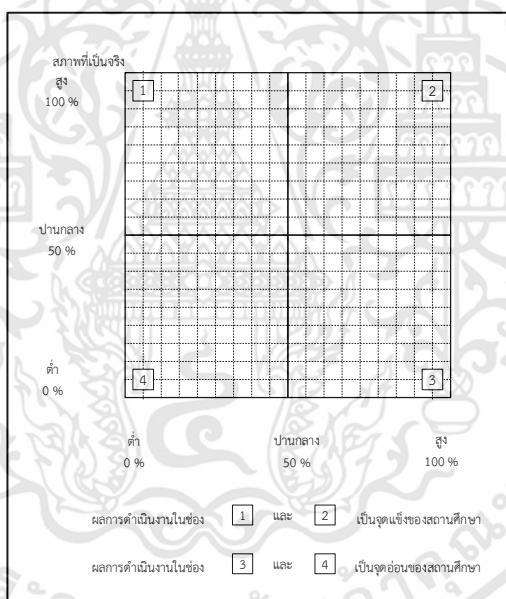 สภาพที่เป็นจริง
สูง
100 %
1 2
ปานกลาง
50 %
ต่ำ
0 %
4 3
ต่ำ ปานกลาง สูง
0 % 50 % 100 %
ผลการดำเนินงานในช่อง 1 และ 2 เป็นจุดแข็งของสถานศึกษา
ผลการดำเนินงานในช่อง 3 และ 4 เป็นจุดอ่อนของสถานศึกษา